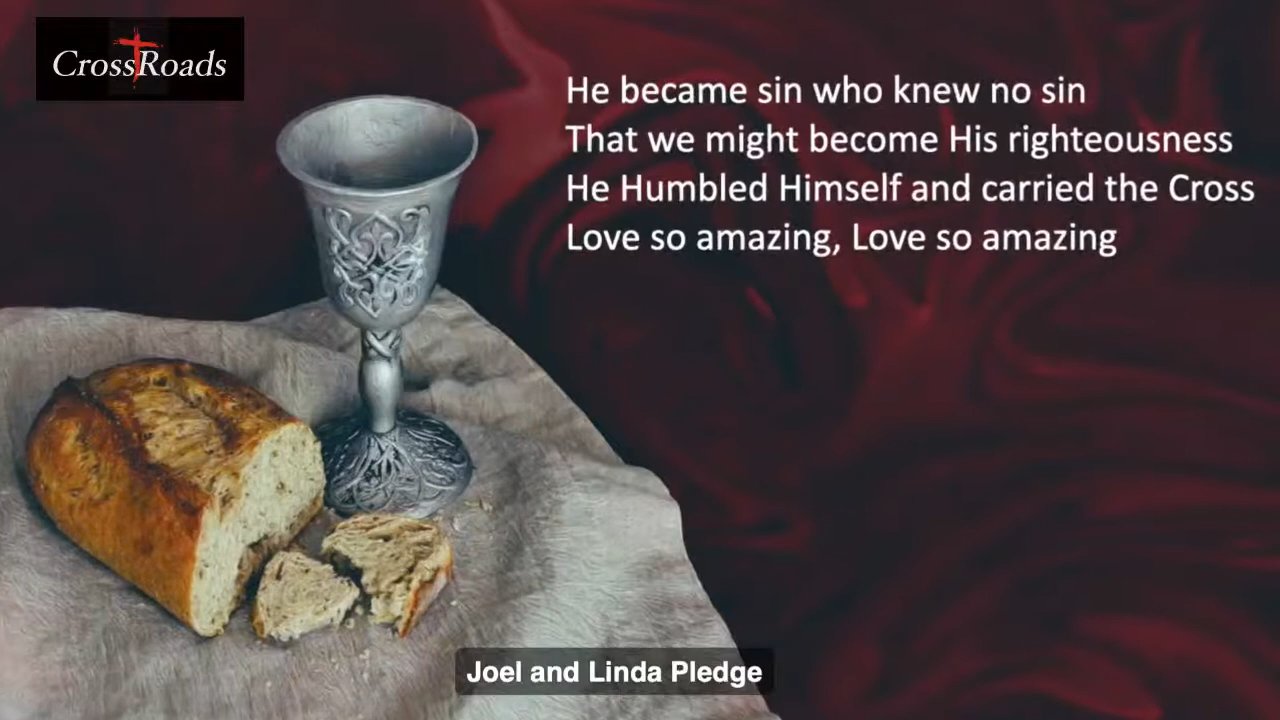 CrossRoads
He became sin who knew no sin
That we might become His righteousness
He Humbled Himself and carried the Cross
Love so amazing, Love so amazing
Joel and Linda Pledge